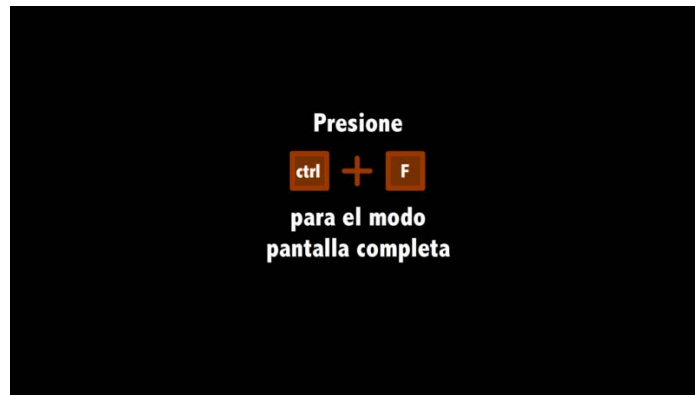 Presione
ctrl + F
para el modo
pantalla completa